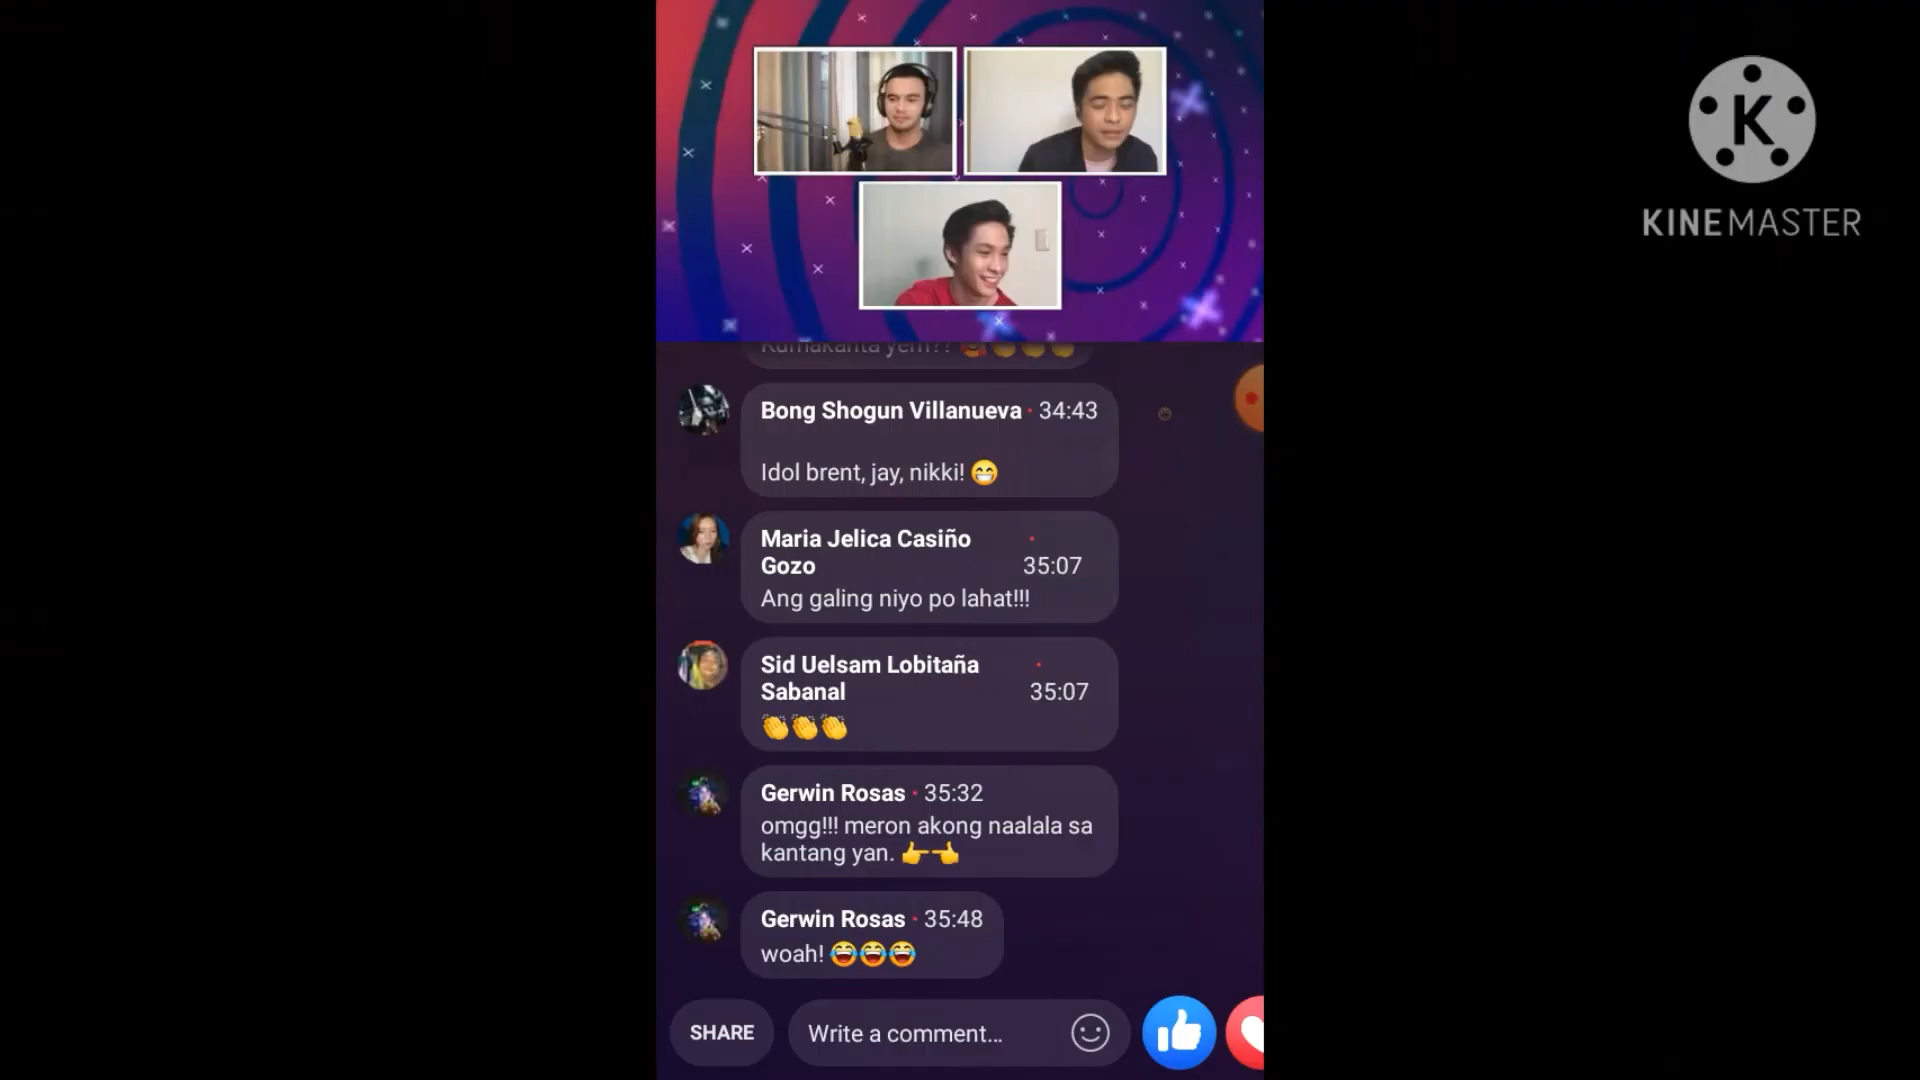 K
KINEMASTER
Kumakanta yern??
Bong Shogun Villanueva · 34:43
Idol brent, jay, nikki! 😁
Maria Jelica Casiño ·
Gozo 35:07
Ang galing niyo po lahat!!!
Sid Uelsam Lobitaña ·
Sabanal 35:07
👏👏👏
Gerwin Rosas · 35:32
omgg!!! meron akong naalala sa
kantang yan. 👉👈
Gerwin Rosas · 35:48
woah! 😂😂😂
SHARE
Write a comment...